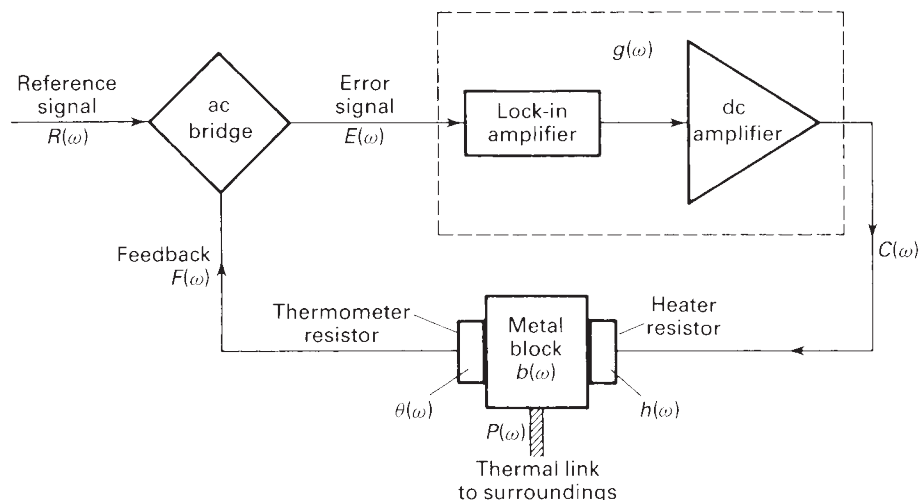 Reference
signal
R(ω)
ac
bridge
Error
signal
E(ω)
g(ω)
Lock-in
amplifier
dc
amplifier
C(ω)
Feedback
F(ω)
Thermometer
resistor
θ(ω)
Metal
block
b(ω)
Heater
resistor
h(ω)
P(ω)
Thermal link
to surroundings